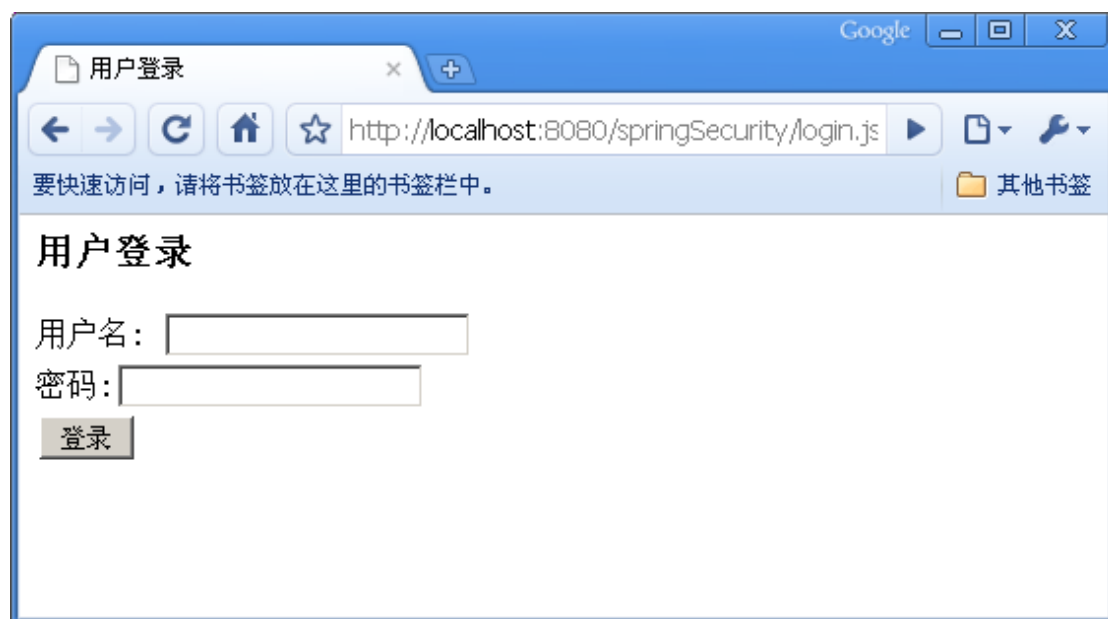 Google
用户登录
http://localhost:8080/springSecurity/login.js
要快速访问，请将书签放在这里的书签栏中。 其他书签
用户登录
用户名：
密码：
登录